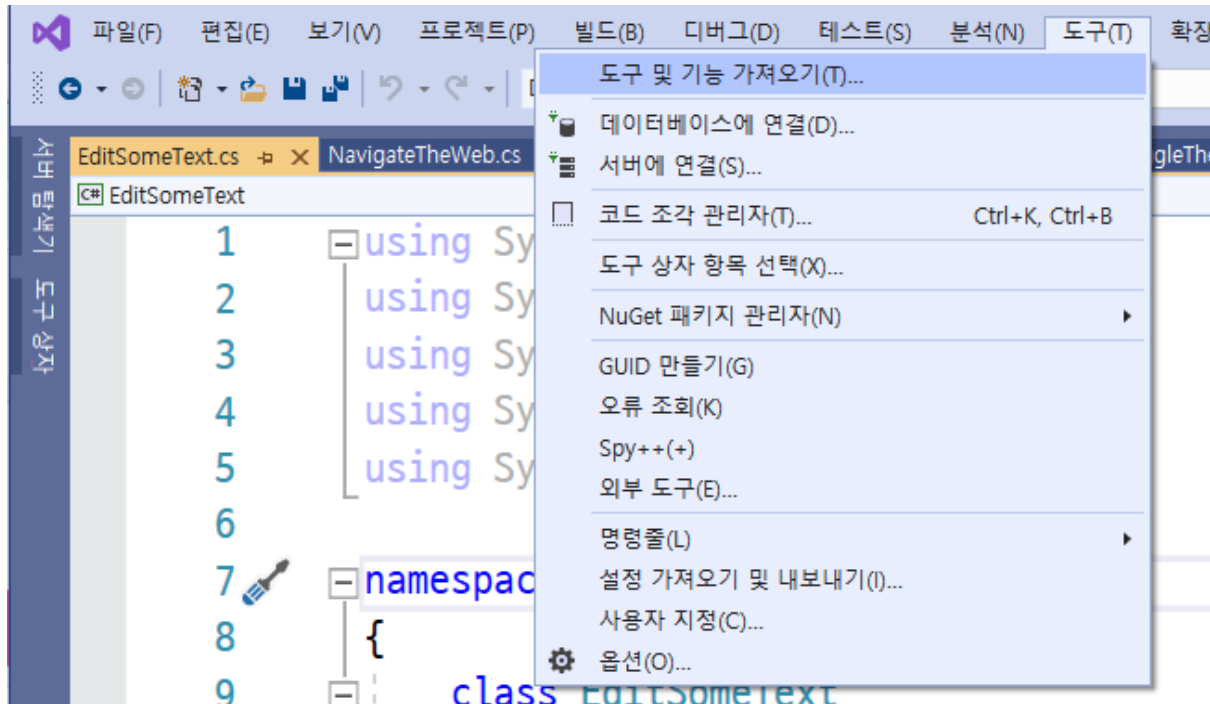 파일(F) 편집(E) 보기(V) 프로젝트(P) 빌드(B) 디버그(D) 테스트(S) 분석(N) 도구(T) 확장
도구 및 기능 가져오기(T)...
데이터베이스에 연결(D)...
서버에 연결(S)...
코드 조각 관리자(T)... Ctrl+K, Ctrl+B
도구 상자 항목 선택(X)...
NuGet 패키지 관리자(N)
GUID 만들기(G)
오류 조회(K)
Spy++(+)
외부 도구(E)...
명령줄(L)
설정 가져오기 및 내보내기(I)...
사용자 지정(C)...
옵션(O)...
서버 탐색기
도구 상자
EditSomeText.cs NavigateTheWeb.cs gleThe
C# EditSomeText
1 using Sy
2 using Sy
3 using Sy
4 using Sy
5 using Sy
6
7 namespac
8 {
9 class EditSomeText